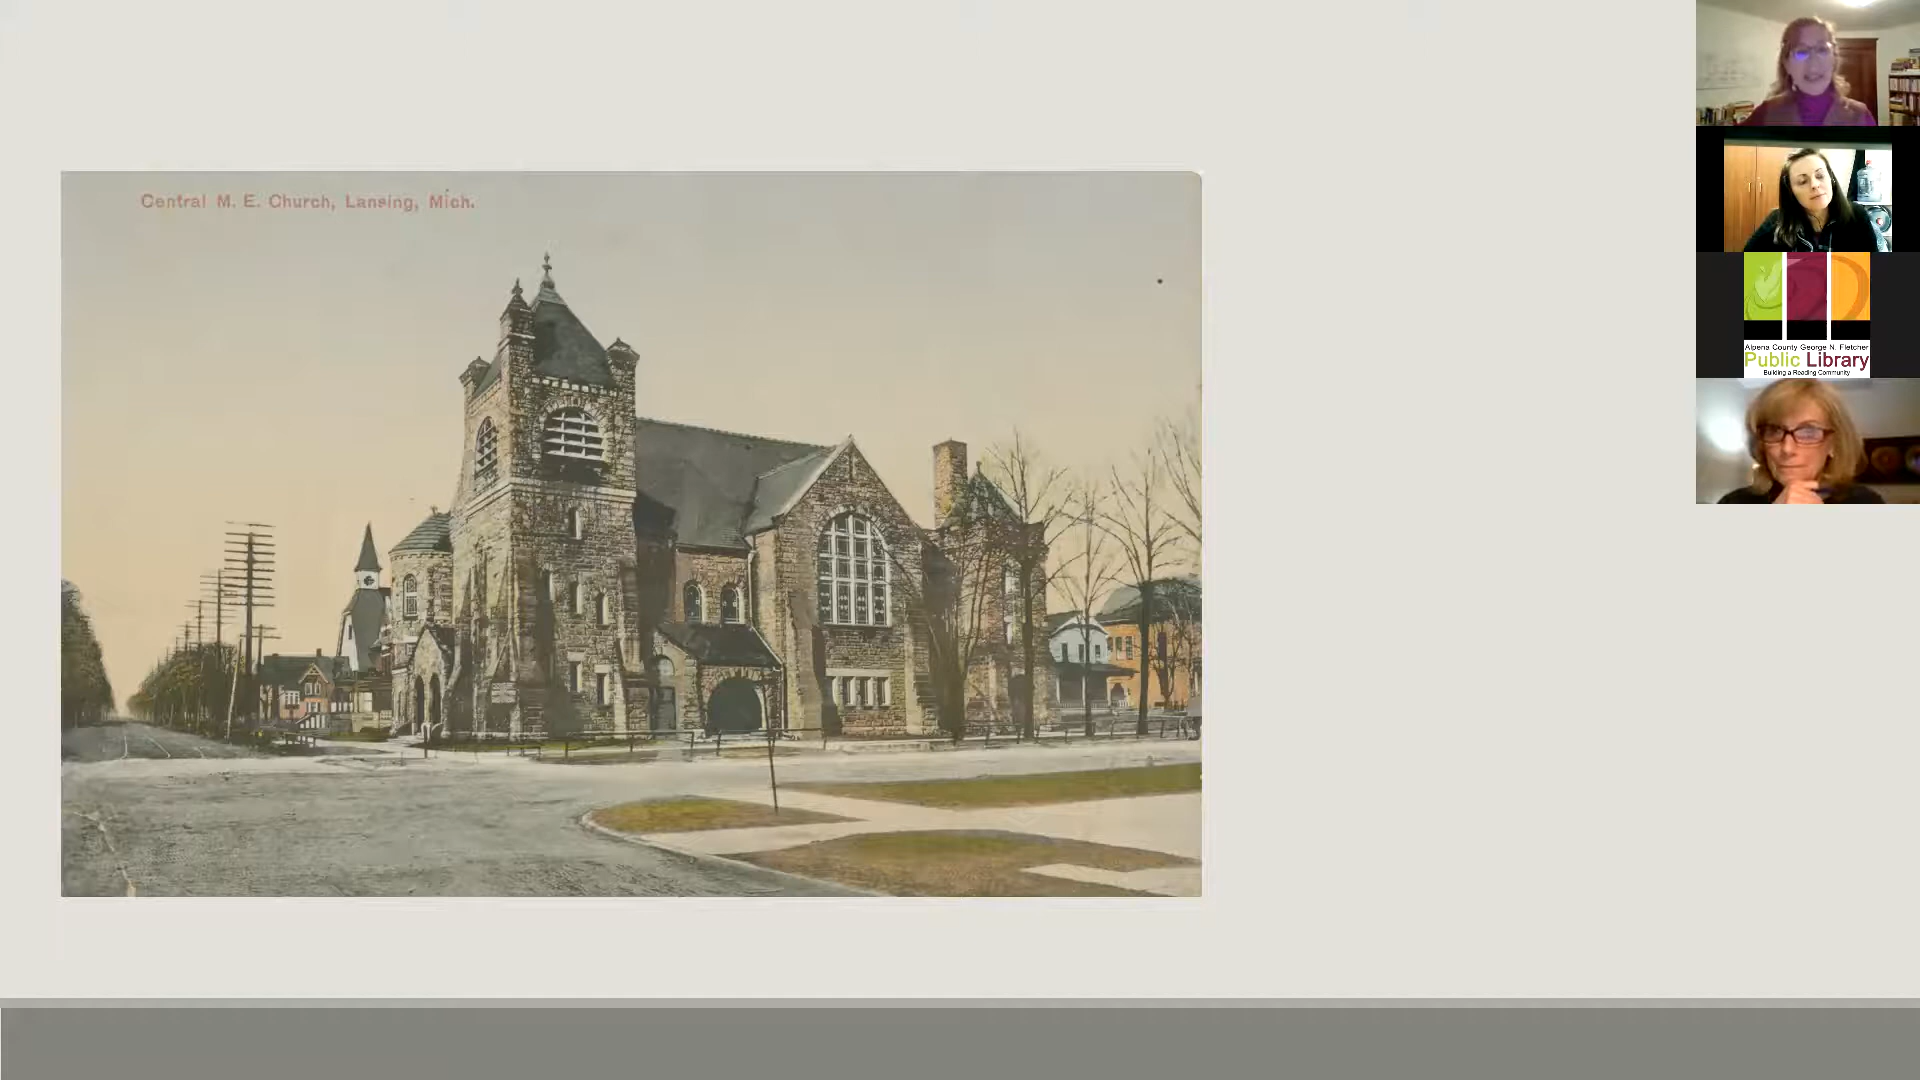 Central M. E. Church, Lansing, Mich.
Alpena County George N. Fletcher
Public Library
Building a Reading Community